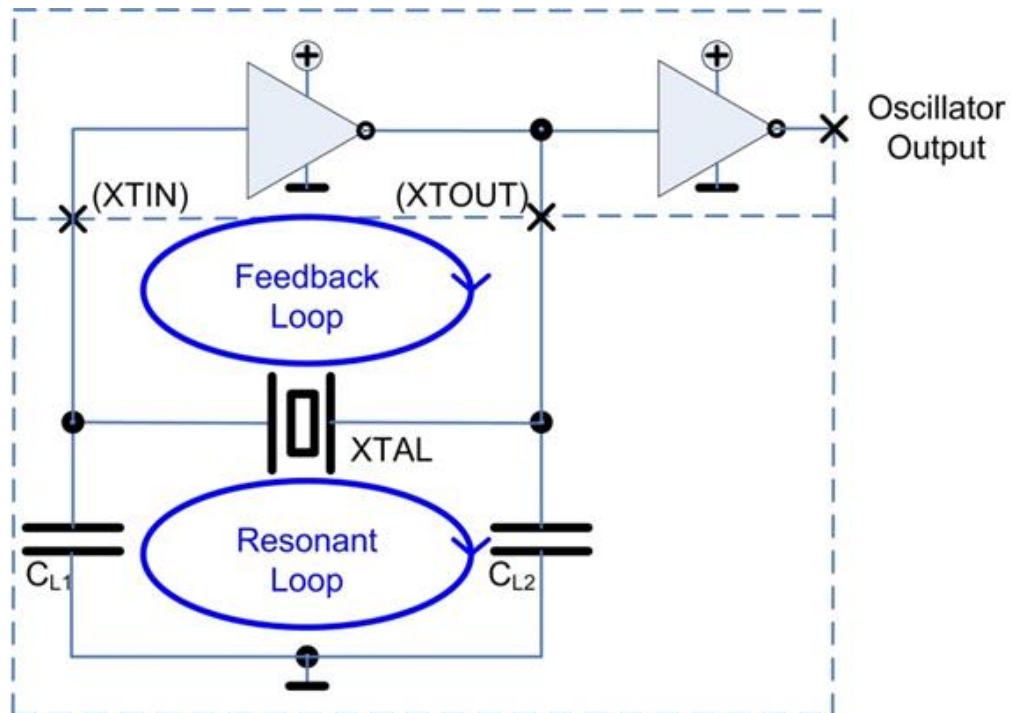 Oscillator
Output
(XTIN)
(XTOUT)
Feedback
Loop
XTAL
Resonant
Loop
CL1
CL2